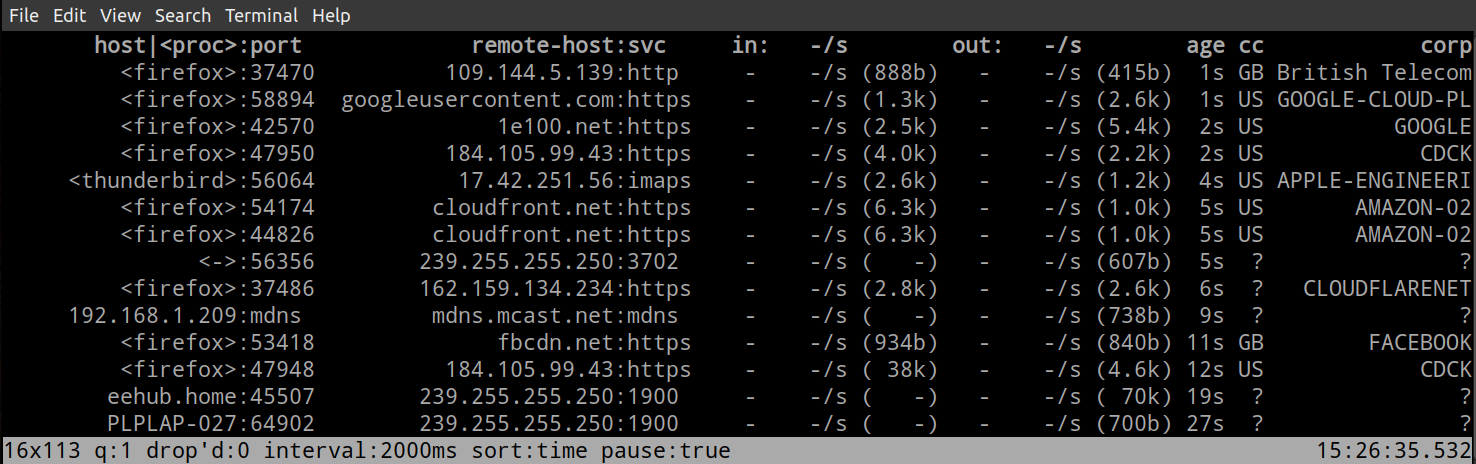 File Edit View Search Terminal Help
host|<proc>:port remote-host:svc in: -/s out: -/s age cc corp
<firefox>:37470 109.144.5.139:http - -/s (888b) - -/s (415b) 1s GB British Telecom
<firefox>:58894 googleusercontent.com:https - -/s (1.3k) - -/s (2.6k) 1s US GOOGLE-CLOUD-PL
<firefox>:42570 1e100.net:https - -/s (2.5k) - -/s (5.4k) 2s US GOOGLE
<firefox>:47950 184.105.99.43:https - -/s (4.0k) - -/s (2.2k) 2s US CDCK
<thunderbird>:56064 17.42.251.56:imaps - -/s (2.6k) - -/s (1.2k) 4s US APPLE-ENGINEERI
<firefox>:54174 cloudfront.net:https - -/s (6.3k) - -/s (1.0k) 5s US AMAZON-02
<firefox>:44826 cloudfront.net:https - -/s (6.3k) - -/s (1.0k) 5s US AMAZON-02
<->:56356 239.255.255.250:3702 - -/s ( -) - -/s (607b) 5s ? ?
<firefox>:37486 162.159.134.234:https - -/s (2.8k) - -/s (2.6k) 6s ? CLOUDFLARENET
192.168.1.209:mdns mdns.mcast.net:mdns - -/s ( -) - -/s (738b) 9s ? ?
<firefox>:53418 fbcdn.net:https - -/s (934b) - -/s (840b) 11s GB FACEBOOK
<firefox>:47948 184.105.99.43:https - -/s ( 38k) - -/s (4.6k) 12s US CDCK
eehub.home:45507 239.255.255.250:1900 - -/s ( -) - -/s ( 70k) 19s ? ?
PLPLAP-027:64902 239.255.255.250:1900 - -/s ( -) - -/s (700b) 27s ? ?
16x113 q:1 drop'd:0 interval:2000ms sort:time pause:true 15:26:35.532